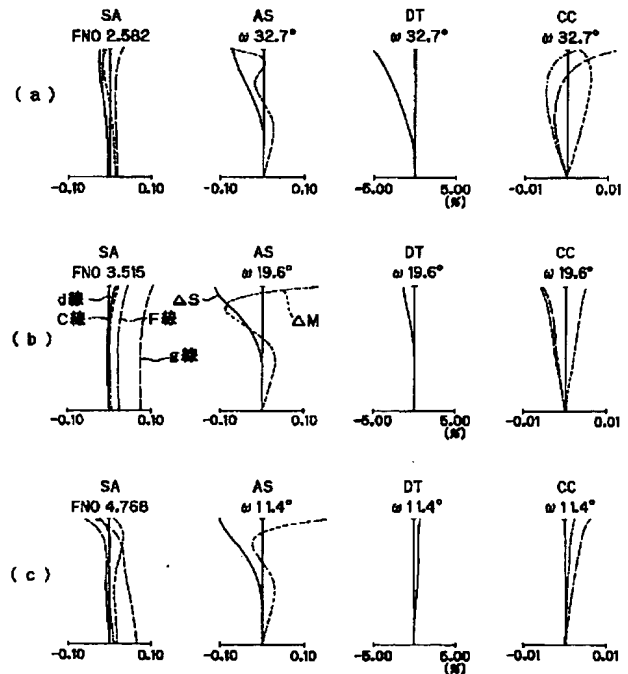 SA AS DT CC
FNO 2.582 ω 32.7° ω 32.7° ω 32.7°
(a)
-0.10 0.10 -0.10 0.10 -5.00 5.00 -0.01 0.01
(%)
SA AS DT CC
FNO 3.515 ω 19.6° ω 19.6° ω 19.6°
d線 ΔS
C線 F線 ΔM
(b)
g線
-0.10 0.10 -0.10 0.10 -5.00 5.00 -0.01 0.01
(%)
SA AS DT CC
FNO 4.768 ω 11.4° ω 11.4° ω 11.4°
(c)
-0.10 0.10 -0.10 0.10 -5.00 5.00 -0.01 0.01
(%)